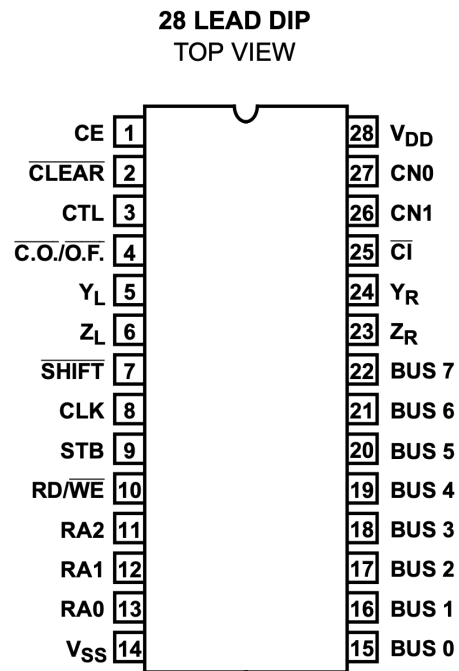 28 LEAD DIP
TOP VIEW
CE 1 28 VDD
CLEAR 2 27 CN0
CTL 3 26 CN1
C.O./O.F. 4 25 CI
YL 5 24 YR
ZL 6 23 ZR
SHIFT 7 22 BUS 7
CLK 8 21 BUS 6
STB 9 20 BUS 5
RD/WE 10 19 BUS 4
RA2 11 18 BUS 3
RA1 12 17 BUS 2
RA0 13 16 BUS 1
VSS 14 15 BUS 0